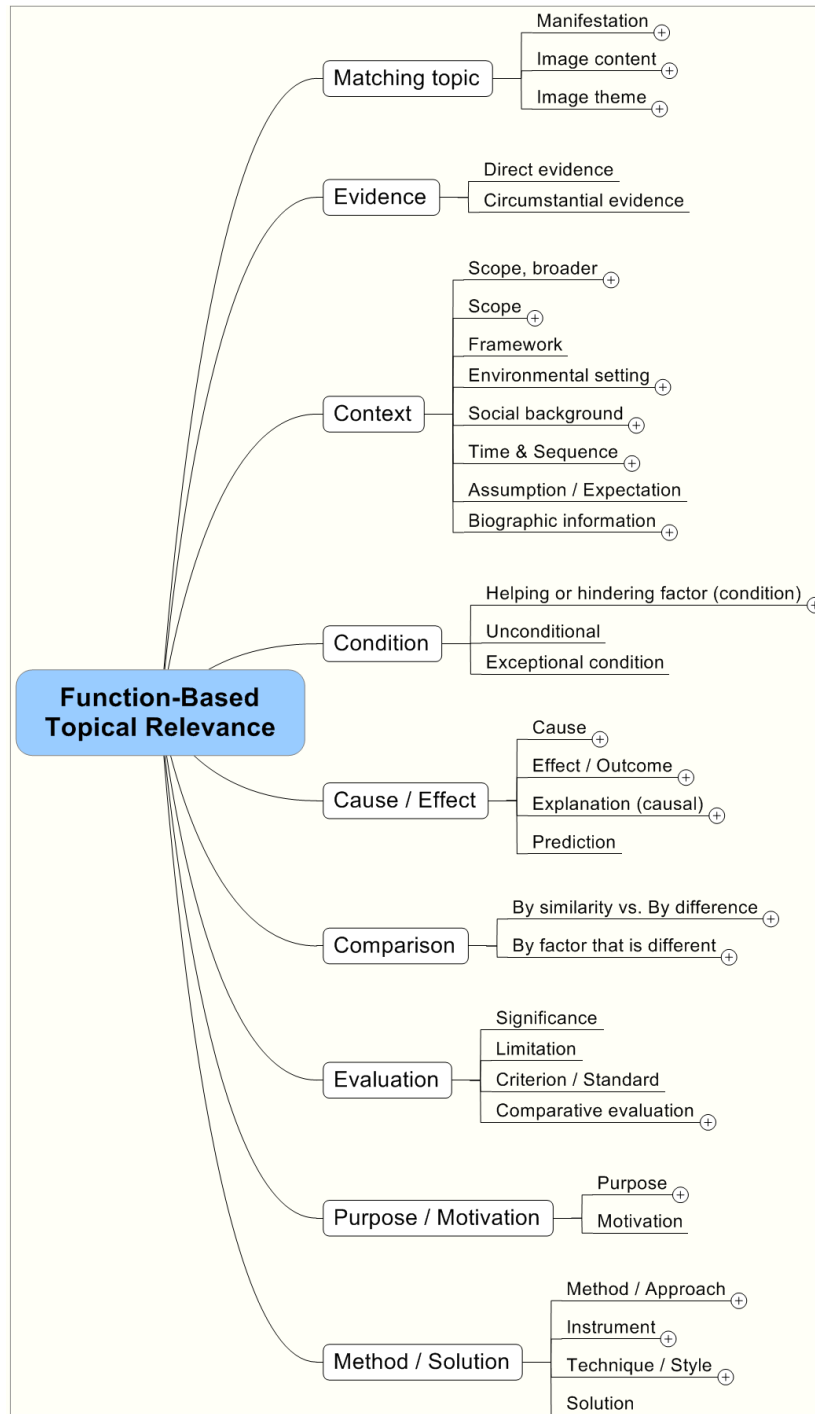 Manifestation
Image content
Image theme
Matching topic
Direct evidence
Circumstantial evidence
Evidence
Scope, broader
Scope
Framework
Environmental setting
Social background
Time & Sequence
Assumption / Expectation
Biographic information
Context
Helping or hindering factor (condition)
Unconditional
Exceptional condition
Condition
Function-Based
Topical Relevance
Cause
Effect / Outcome
Explanation (causal)
Prediction
Cause / Effect
By similarity vs. By difference
By factor that is different
Comparison
Significance
Limitation
Criterion / Standard
Comparative evaluation
Evaluation
Purpose
Motivation
Purpose / Motivation
Method / Approach
Instrument
Technique / Style
Solution
Method / Solution